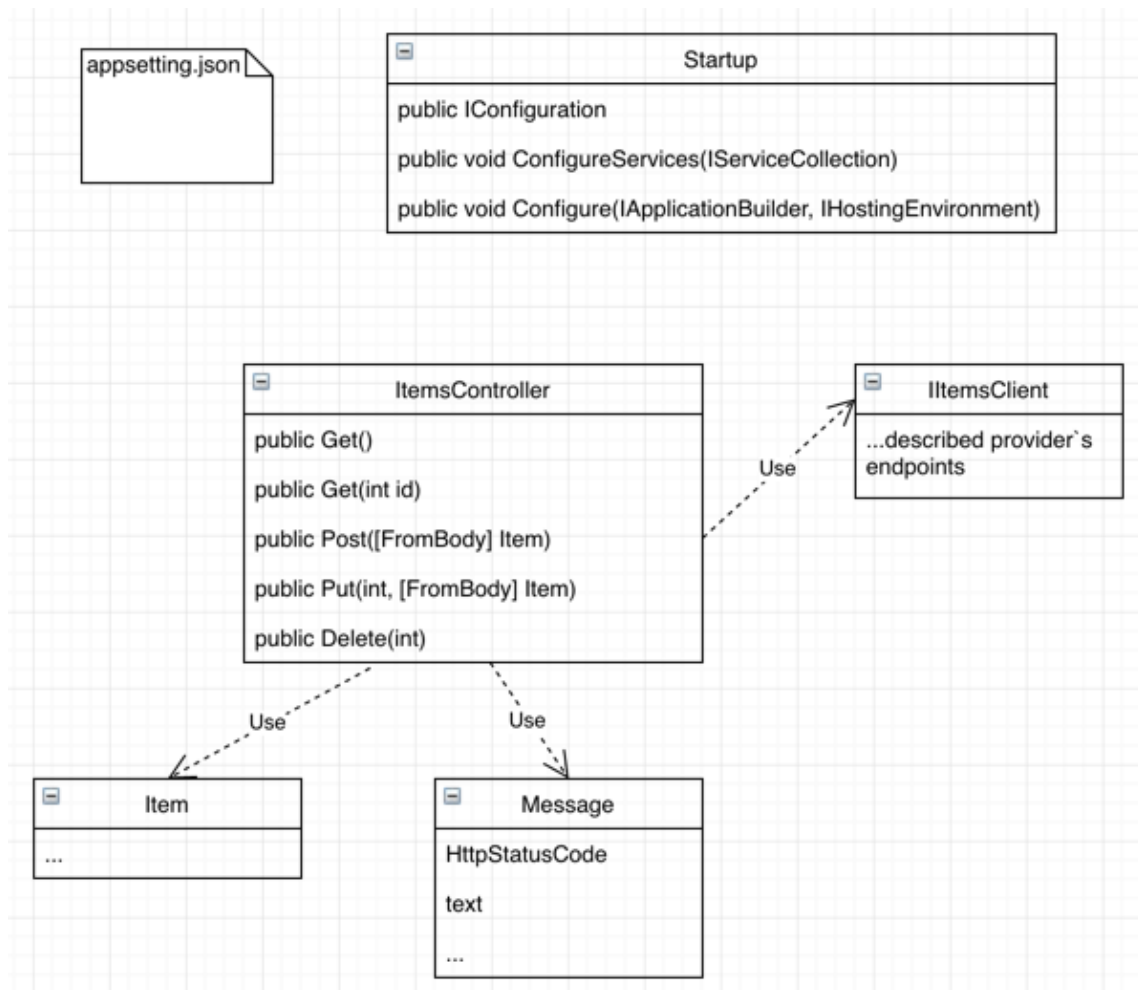 appsetting.json
Startup
public IConfiguration
public void ConfigureServices(IServiceCollection)
public void Configure(IApplicationBuilder, IHostingEnvironment)
ItemsController
public Get()
public Get(int id)
public Post([FromBody] Item)
public Put(int, [FromBody] Item)
public Delete(int)
IItemsClient
...described provider`s
endpoints
Use
Use
Use
Item
...
Message
HttpStatusCode
text
...